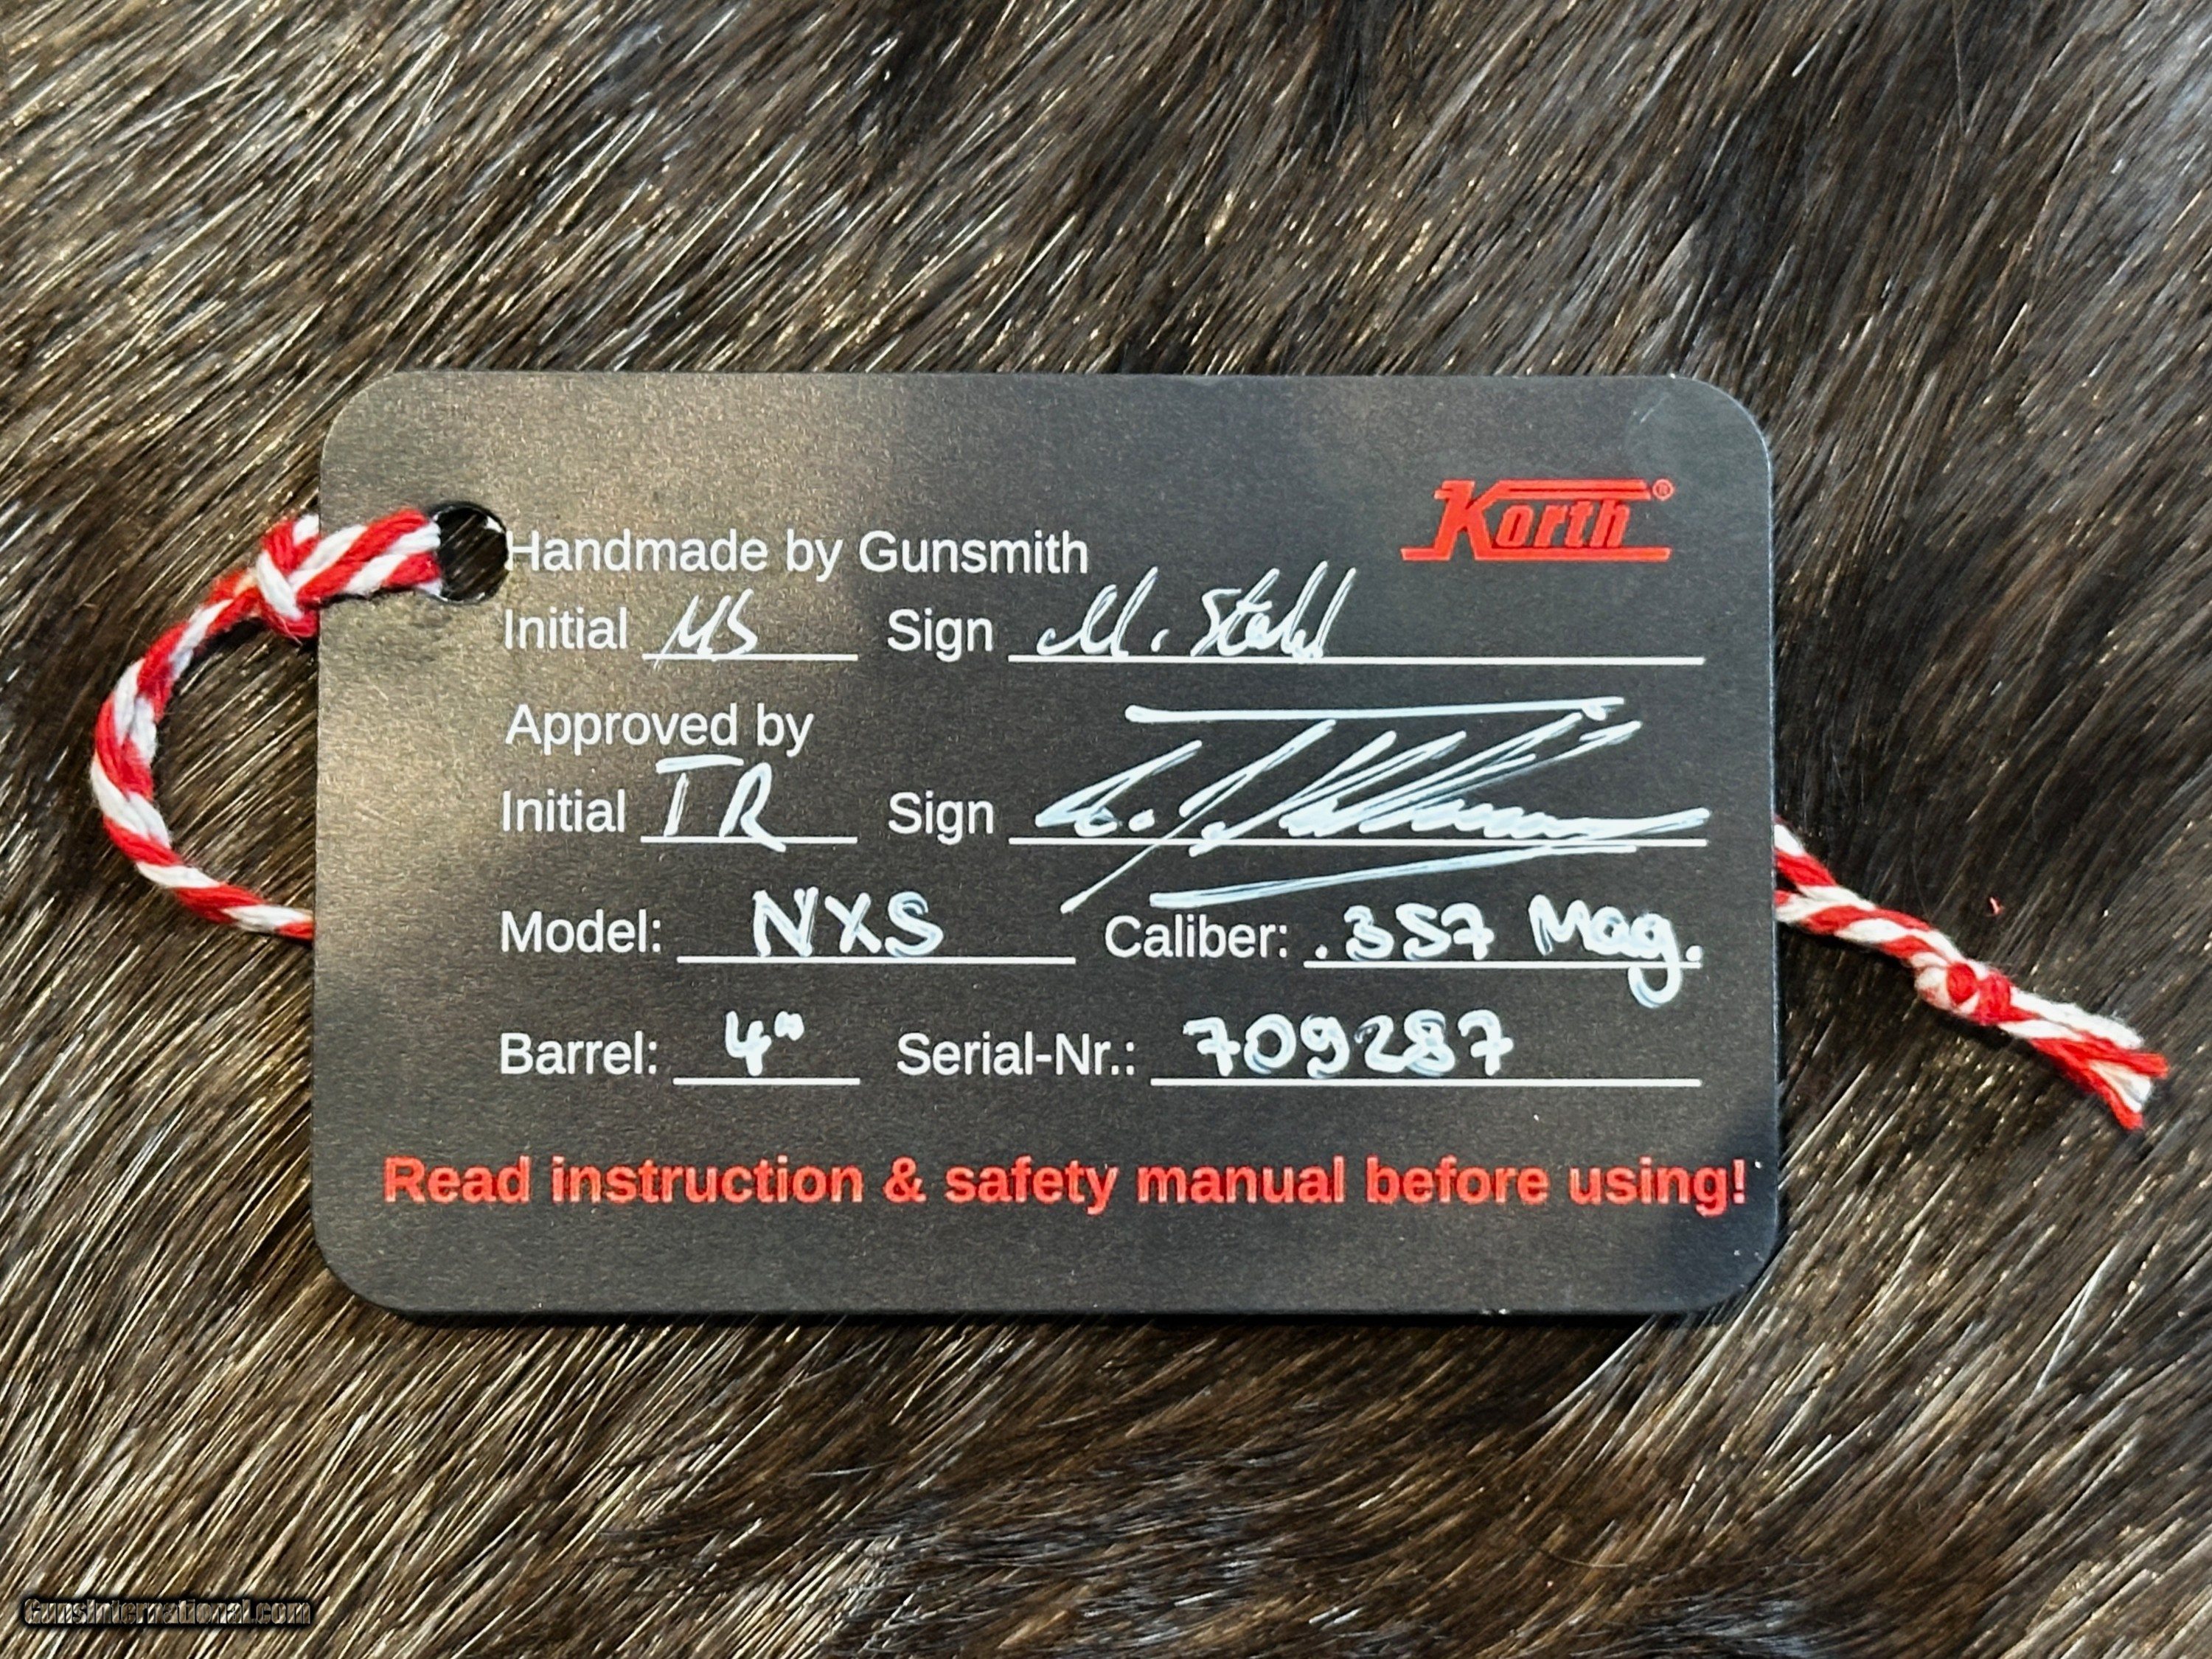 Korth®
Handmade by Gunsmith
Initial MS Sign M. Stahl
Approved by
Initial TR Sign
Model: NXS Caliber: .357 Mag.
Barrel: 4" Serial-Nr.: 709287
Read instruction & safety manual before using!
GunsInternational.com